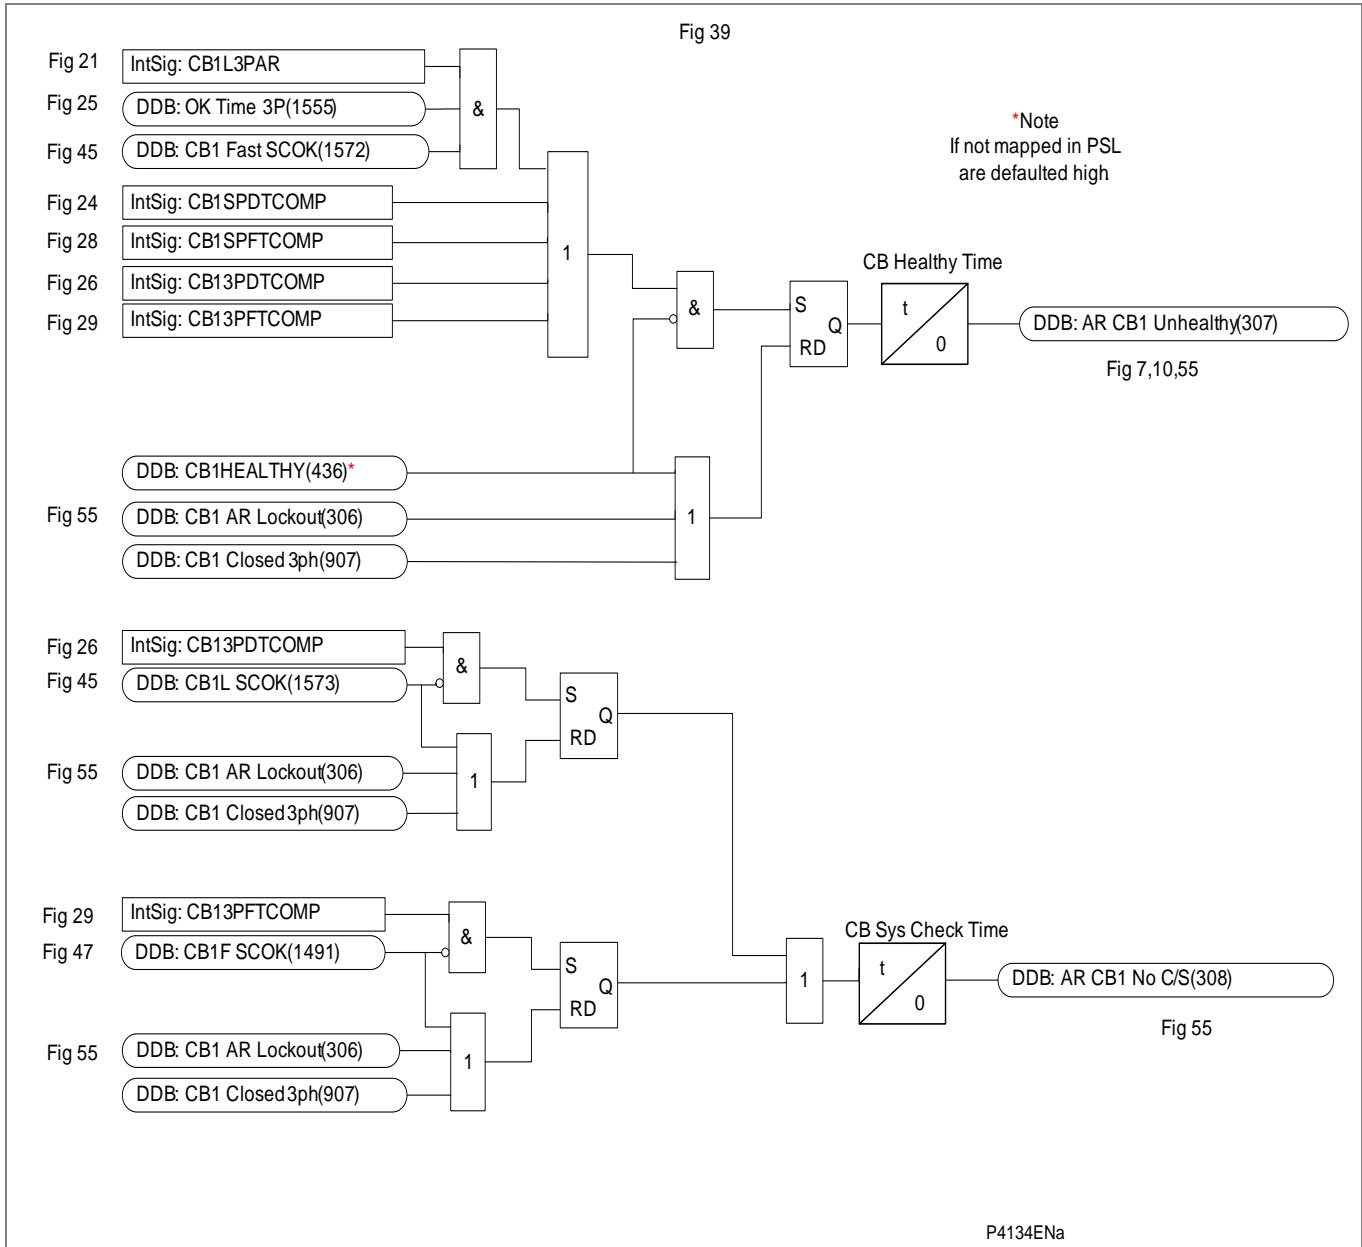 Fig 39
Fig 21 IntSig: CB1L3PAR
Fig 25 DDB: OK Time 3P(1555)
Fig 45 DDB: CB1 Fast SCOK(1572)
&
*Note
If not mapped in PSL
are defaulted high
Fig 24 IntSig: CB1SPDTCOMP
Fig 28 IntSig: CB1SPFTCOMP
Fig 26 IntSig: CB13PDTCOMP
Fig 29 IntSig: CB13PFTCOMP
1
&
S
Q
RD
CB Healthy Time
t
0
DDB: AR CB1 Unhealthy(307)
Fig 7,10,55
DDB: CB1HEALTHY(436)*
Fig 55 DDB: CB1 AR Lockout(306)
DDB: CB1 Closed 3ph(907)
1
Fig 26 IntSig: CB13PDTCOMP
Fig 45 DDB: CB1L SCOK(1573)
&
S
Q
RD
Fig 55 DDB: CB1 AR Lockout(306)
DDB: CB1 Closed 3ph(907)
1
Fig 29 IntSig: CB13PFTCOMP
Fig 47 DDB: CB1F SCOK(1491)
&
S
Q
RD
1
CB Sys Check Time
t
0
DDB: AR CB1 No C/S(308)
Fig 55
Fig 55 DDB: CB1 AR Lockout(306)
DDB: CB1 Closed 3ph(907)
1
P4134ENa